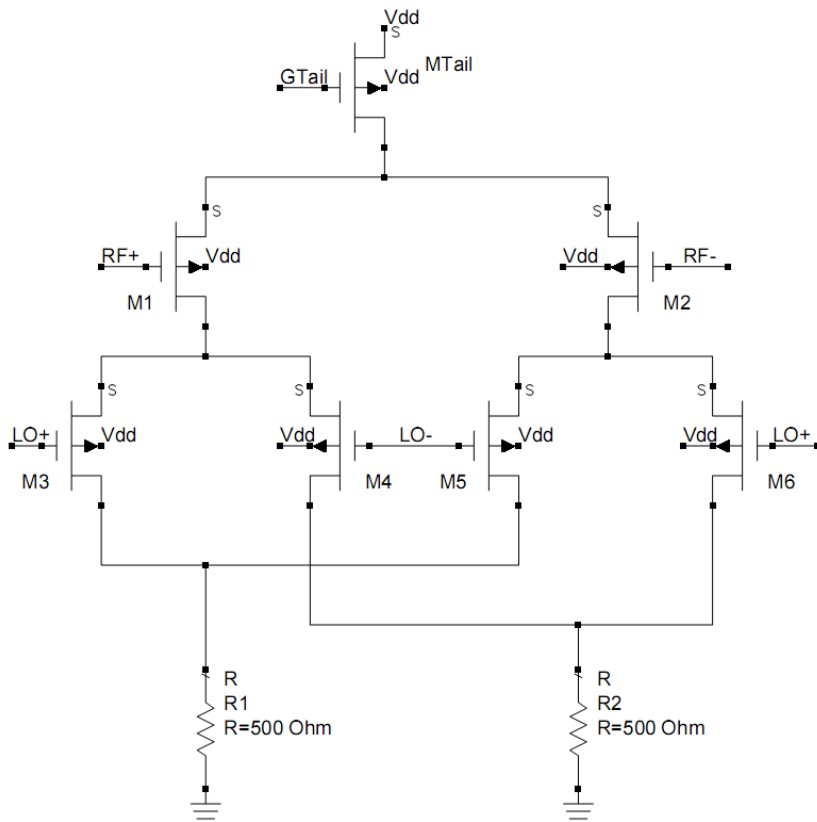 Vdd
S
MTail
GTail
Vdd
S
S
RF+
Vdd
Vdd
RF-
M1
M2
S
S
S
S
LO+
Vdd
Vdd
LO-
Vdd
Vdd
LO+
M3
M4
M5
M6
R
R1
R=500 Ohm
R
R2
R=500 Ohm